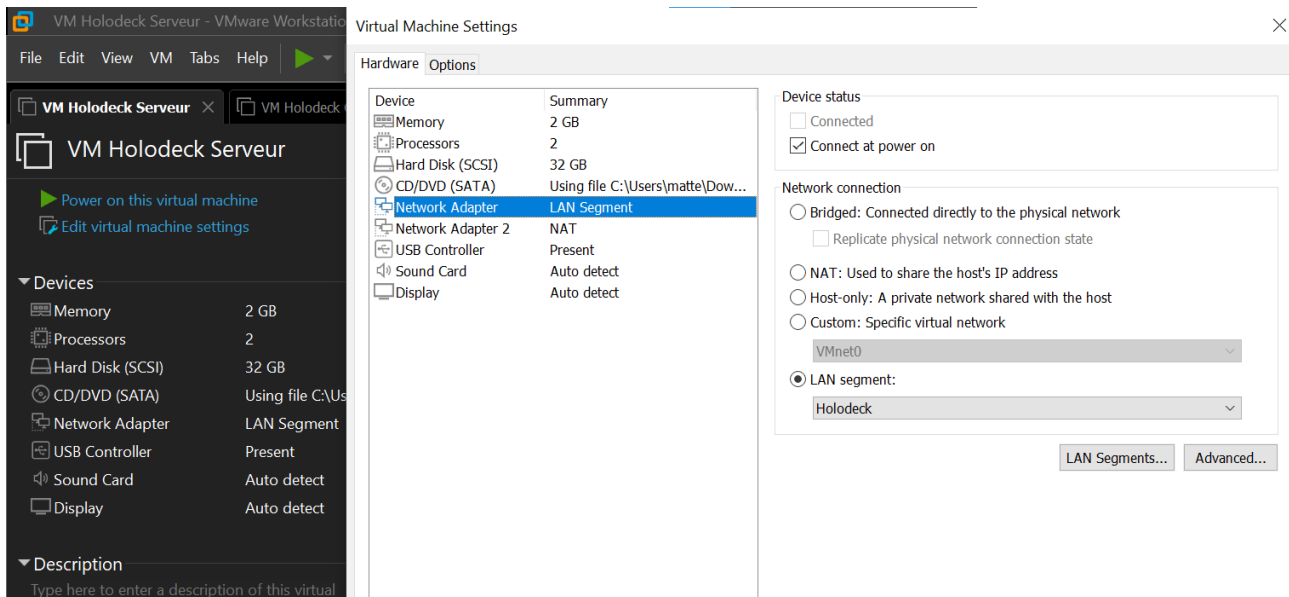 VM Holodeck Serveur - VMware Workstatio
File Edit View VM Tabs Help
VM Holodeck Serveur
VM Holodeck
VM Holodeck Serveur
Power on this virtual machine
Edit virtual machine settings
Devices
Memory 2 GB
Processors 2
Hard Disk (SCSI) 32 GB
CD/DVD (SATA) Using file C:\Us
Network Adapter LAN Segment
USB Controller Present
Sound Card Auto detect
Display Auto detect
Description
Type here to enter a description of this virtual
Virtual Machine Settings
Hardware Options
Device Summary
Memory 2 GB
Processors 2
Hard Disk (SCSI) 32 GB
CD/DVD (SATA) Using file C:\Users\matte\Dow...
Network Adapter LAN Segment
Network Adapter 2 NAT
USB Controller Present
Sound Card Auto detect
Display Auto detect
Device status
Connected
Connect at power on
Network connection
Bridged: Connected directly to the physical network
Replicate physical network connection state
NAT: Used to share the host's IP address
Host-only: A private network shared with the host
Custom: Specific virtual network
VMnet0
LAN segment:
Holodeck
LAN Segments... Advanced...